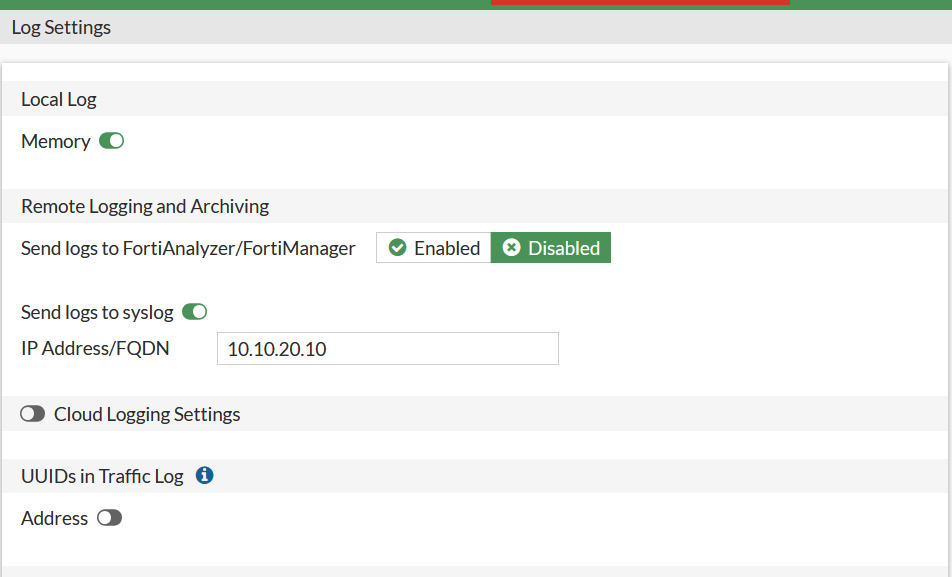 Log Settings
Local Log
Memory
Remote Logging and Archiving
Send logs to FortiAnalyzer/FortiManager Enabled Disabled
Send logs to syslog
IP Address/FQDN 10.10.20.10
Cloud Logging Settings
UUIDs in Traffic Log
Address